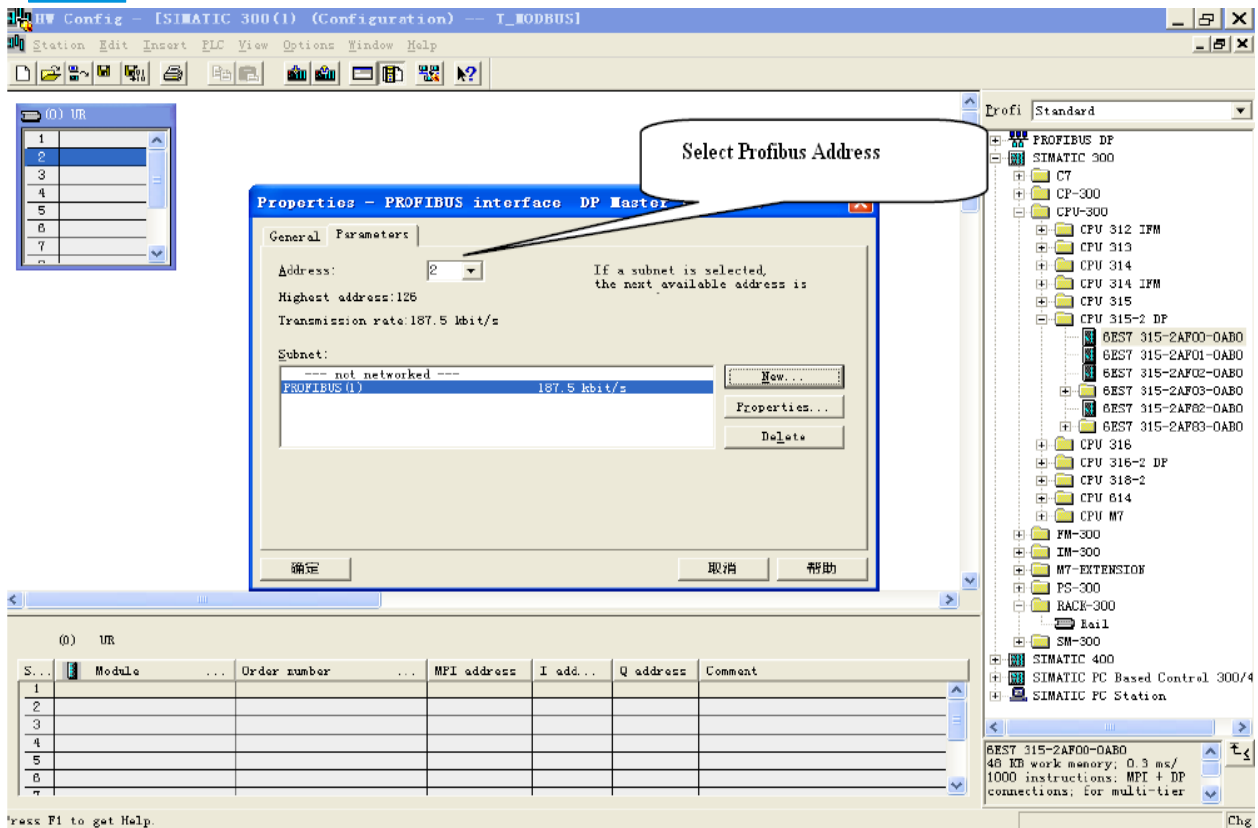 HW Config - [SIMATIC 300(1) (Configuration) -- T_MODBUS]
Station Edit Insert PLC View Options Window Help
(0) UR
1
2
3
4
5
6
7
Select Profibus Address
Properties - PROFIBUS interface DP Master
General Parameters
Address: 2
If a subnet is selected,
the next available address is
Highest address:126
Transmission rate:187.5 kbit/s
Subnet:
--- not networked ---
PROFIBUS(1) 187.5 kbit/s
New...
Properties...
Delete
确定 取消 帮助
Profi Standard
PROFIBUS DP
SIMATIC 300
C7
CP-300
CPU-300
CPU 312 IFM
CPU 313
CPU 314
CPU 314 IFM
CPU 315
CPU 315-2 DP
6ES7 315-2AF00-0AB0
6ES7 315-2AF01-0AB0
6ES7 315-2AF02-0AB0
6ES7 315-2AF03-0AB0
6ES7 315-2AF82-0AB0
6ES7 315-2AF83-0AB0
CPU 316
CPU 316-2 DP
CPU 318-2
CPU 614
CPU M7
FM-300
IM-300
M7-EXTENSION
PS-300
RACK-300
Rail
SM-300
SIMATIC 400
SIMATIC PC Based Control 300/4
SIMATIC PC Station
(0) UR
S... Module ... Order number ... MPI address I add... Q address Comment
1
2
3
4
5
6
7
6ES7 315-2AF00-0AB0
48 KB work memory; 0.3 ms/
1000 instructions; MPI + DP
connections; for multi-tier
Press F1 to get Help.
Chg